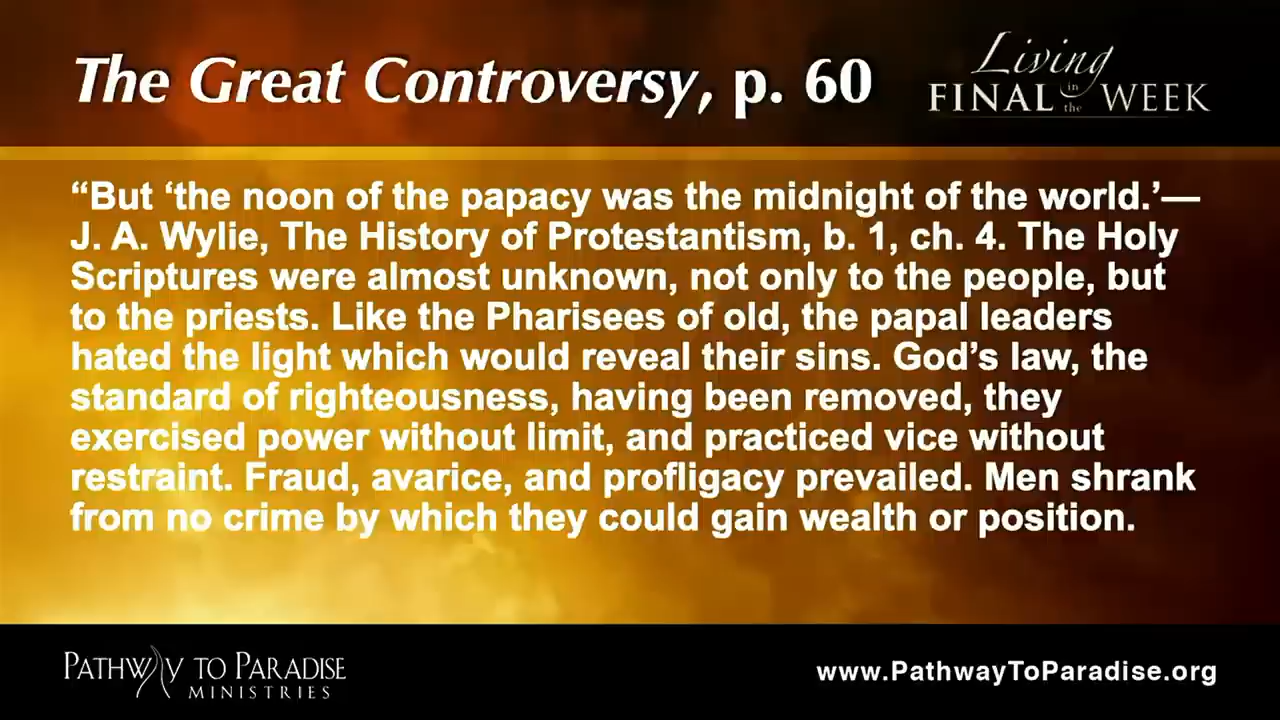 The Great Controversy, p. 60
Living
FINAL in the WEEK
“But ‘the noon of the papacy was the midnight of the world.’—
J. A. Wylie, The History of Protestantism, b. 1, ch. 4. The Holy
Scriptures were almost unknown, not only to the people, but
to the priests. Like the Pharisees of old, the papal leaders
hated the light which would reveal their sins. God’s law, the
standard of righteousness, having been removed, they
exercised power without limit, and practiced vice without
restraint. Fraud, avarice, and profligacy prevailed. Men shrank
from no crime by which they could gain wealth or position.
PATHWAY TO PARADISE
MINISTRIES
www.PathwayToParadise.org